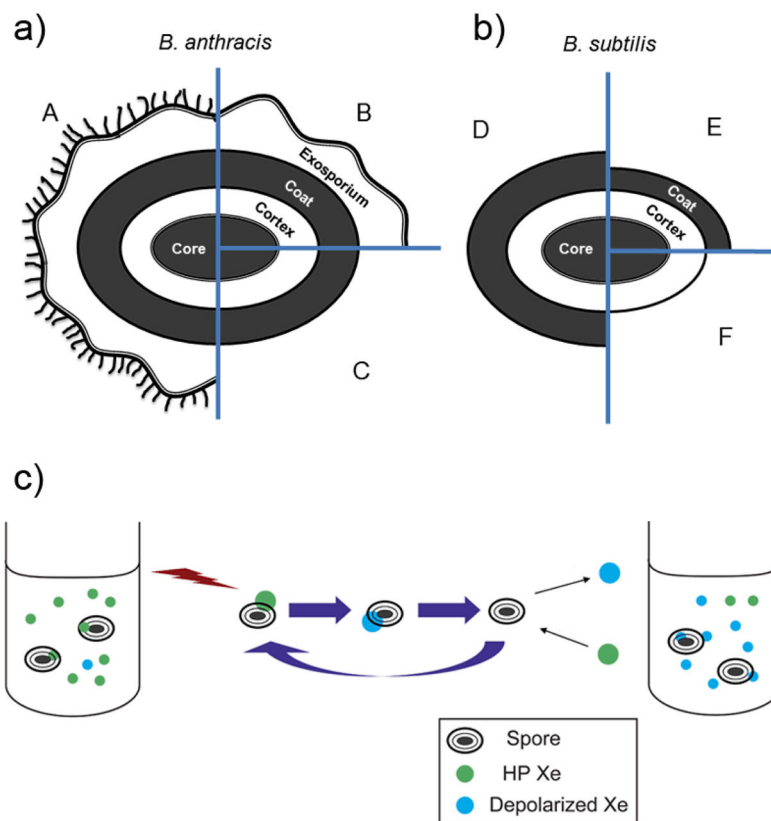 a)
B. anthracis
A
B
Exosporium
Coat
Cortex
Core
C
b)
B. subtilis
D
E
Coat
Cortex
Core
F
c)
Spore
HP Xe
Depolarized Xe